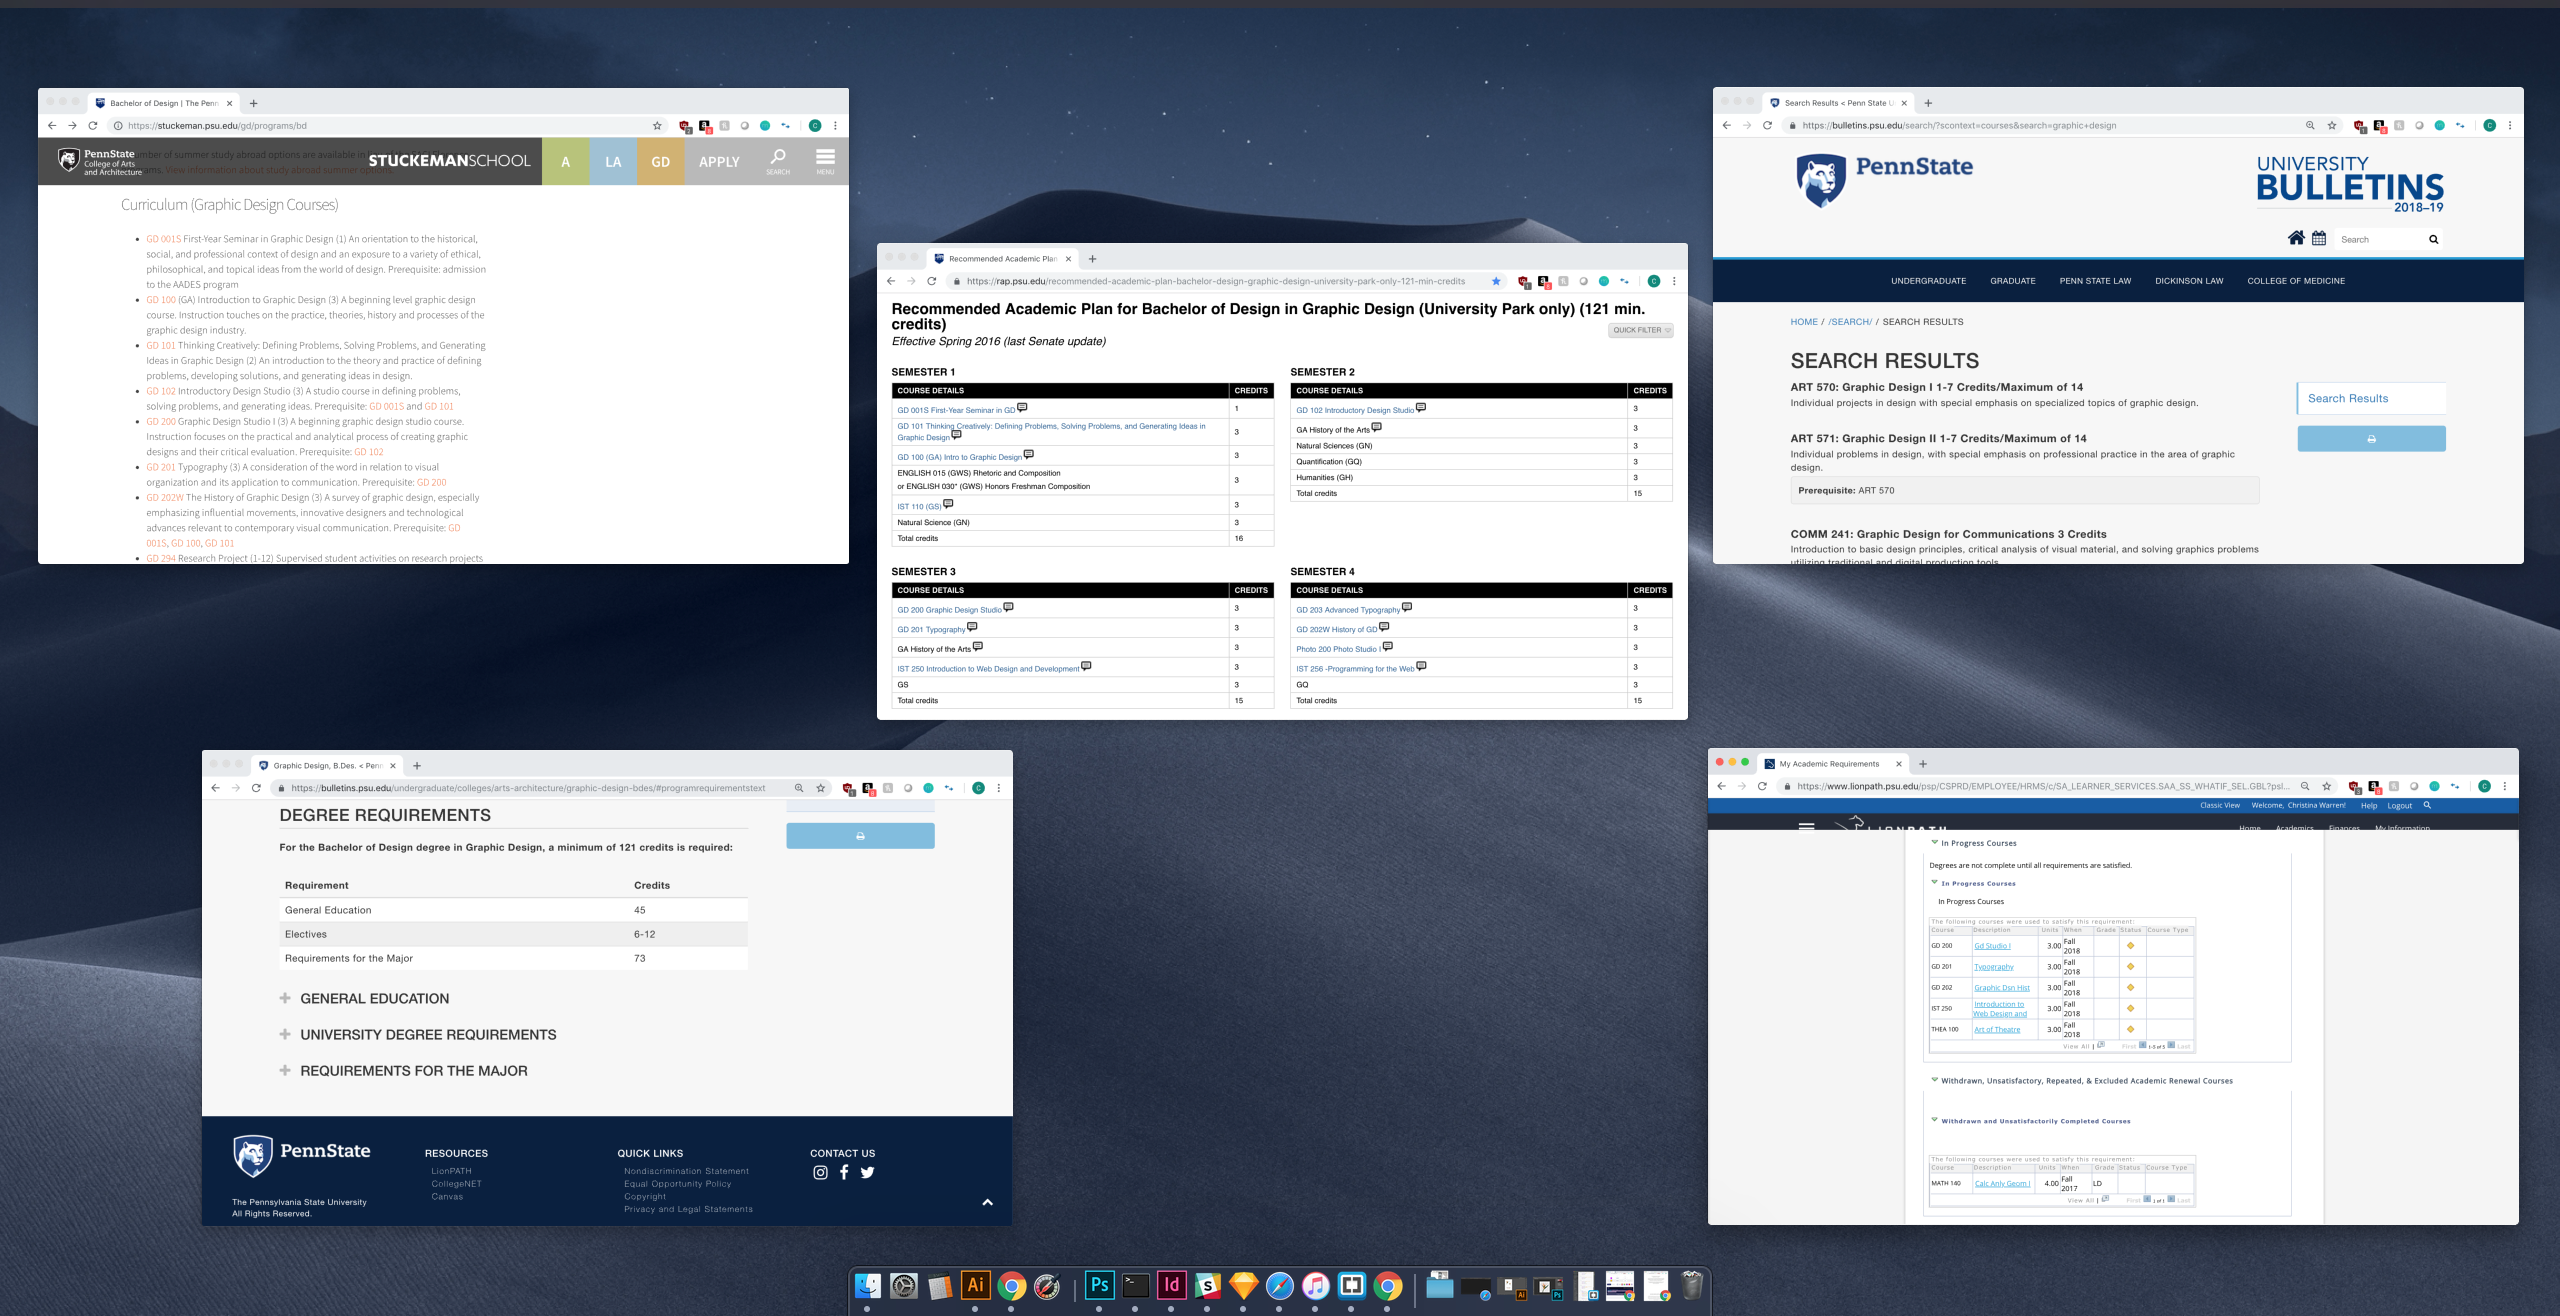 Bachelor of Design | The Penn
https://stuckeman.psu.edu/gd/programs/bd
PennState
College of Arts
and Architecture
STUCKEMANSCHOOL
A
LA
GD
APPLY
SEARCH
MENU
mber of summer study abroad options are available in
ams. View information about study abroad summer options.
Curriculum (Graphic Design Courses)
GD 001S First-Year Seminar in Graphic Design (1) An orientation to the historical,
social, and professional context of design and an exposure to a variety of ethical,
philosophical, and topical ideas from the world of design. Prerequisite: admission
to the AADES program
GD 100 (GA) Introduction to Graphic Design (3) A beginning level graphic design
course. Instruction touches on the practice, theories, history and processes of the
graphic design industry.
GD 101 Thinking Creatively: Defining Problems, Solving Problems, and Generating
Ideas in Graphic Design (2) An introduction to the theory and practice of defining
problems, developing solutions, and generating ideas in design.
GD 102 Introductory Design Studio (3) A studio course in defining problems,
solving problems, and generating ideas. Prerequisite: GD 001S and GD 101
GD 200 Graphic Design Studio I (3) A beginning graphic design studio course.
Instruction focuses on the practical and analytical process of creating graphic
designs and their critical evaluation. Prerequisite: GD 102
GD 201 Typography (3) A consideration of the word in relation to visual
organization and its application to communication. Prerequisite: GD 200
GD 202W The History of Graphic Design (3) A survey of graphic design, especially
emphasizing influential movements, innovative designers and technological
advances relevant to contemporary visual communication. Prerequisite: GD
001S, GD 100, GD 101
GD 294 Research Project (1-12) Supervised student activities on research projects
Recommended Academic Plan
https://rap.psu.edu/recommended-academic-plan-bachelor-design-graphic-design-university-park-only-121-min-credits
Recommended Academic Plan for Bachelor of Design in Graphic Design (University Park only) (121 min.
credits)
QUICK FILTER
Effective Spring 2016 (last Senate update)
SEMESTER 1
COURSE DETAILS CREDITS
GD 001S First-Year Seminar in GD 1
GD 101 Thinking Creatively: Defining Problems, Solving Problems, and Generating Ideas in
Graphic Design 3
GD 100 (GA) Intro to Graphic Design 3
ENGLISH 015 (GWS) Rhetoric and Composition
or ENGLISH 030* (GWS) Honors Freshman Composition 3
IST 110 (GS) 3
Natural Science (GN) 3
Total credits 16
SEMESTER 2
COURSE DETAILS CREDITS
GD 102 Introductory Design Studio 3
GA History of the Arts 3
Natural Sciences (GN) 3
Quantification (GQ) 3
Humanities (GH) 3
Total credits 15
SEMESTER 3
COURSE DETAILS CREDITS
GD 200 Graphic Design Studio 3
GD 201 Typography 3
GA History of the Arts 3
IST 250 Introduction to Web Design and Development 3
GS 3
Total credits 15
SEMESTER 4
COURSE DETAILS CREDITS
GD 203 Advanced Typography 3
GD 202W History of GD 3
Photo 200 Photo Studio I 3
IST 256 -Programming for the Web 3
GQ 3
Total credits 15
Search Results < Penn State U
https://bulletins.psu.edu/search/?scontext=courses&search=graphic+design
PennState
UNIVERSITY
BULLETINS
2018–19
Search
UNDERGRADUATE GRADUATE PENN STATE LAW DICKINSON LAW COLLEGE OF MEDICINE
HOME / /SEARCH/ / SEARCH RESULTS
SEARCH RESULTS
ART 570: Graphic Design I 1-7 Credits/Maximum of 14
Individual projects in design with special emphasis on specialized topics of graphic design.
Search Results
ART 571: Graphic Design II 1-7 Credits/Maximum of 14
Individual problems in design, with special emphasis on professional practice in the area of graphic
design.
Prerequisite: ART 570
COMM 241: Graphic Design for Communications 3 Credits
Introduction to basic design principles, critical analysis of visual material, and solving graphics problems
utilizing traditional and digital production tools.
Graphic Design, B.Des. < Penn
https://bulletins.psu.edu/undergraduate/colleges/arts-architecture/graphic-design-bdes/#programrequirementstext
DEGREE REQUIREMENTS
For the Bachelor of Design degree in Graphic Design, a minimum of 121 credits is required:
Requirement Credits
General Education 45
Electives 6-12
Requirements for the Major 73
GENERAL EDUCATION
UNIVERSITY DEGREE REQUIREMENTS
REQUIREMENTS FOR THE MAJOR
PennState
The Pennsylvania State University
All Rights Reserved.
RESOURCES
LionPATH
CollegeNET
Canvas
QUICK LINKS
Nondiscrimination Statement
Equal Opportunity Policy
Copyright
Privacy and Legal Statements
CONTACT US
My Academic Requirements
https://www.lionpath.psu.edu/psp/CSPRD/EMPLOYEE/HRMS/c/SA_LEARNER_SERVICES.SAA_SS_WHATIF_SEL.GBL?psl...
Classic View Welcome, Christina Warren! Help Logout
LIONPATH
Home Academics Finances My Information
In Progress Courses
Degrees are not complete until all requirements are satisfied.
In Progress Courses
In Progress Courses
The following courses were used to satisfy this requirement:
Course Description Units When Grade Status Course Type
GD 200 Gd Studio I 3.00 Fall 2018
GD 201 Typography 3.00 Fall 2018
GD 202 Graphic Dsn Hist 3.00 Fall 2018
IST 250 Introduction to Web Design and 3.00 Fall 2018
THEA 100 Art of Theatre 3.00 Fall 2018
View All | First 1-5 of 5 Last
Withdrawn, Unsatisfactory, Repeated, & Excluded Academic Renewal Courses
Withdrawn and Unsatisfactorily Completed Courses
The following courses were used to satisfy this requirement:
Course Description Units When Grade Status Course Type
MATH 140 Calc Anly Geom I 4.00 Fall 2017 LD
View All | First 1 of 1 Last
Ai
Ps
Id
S